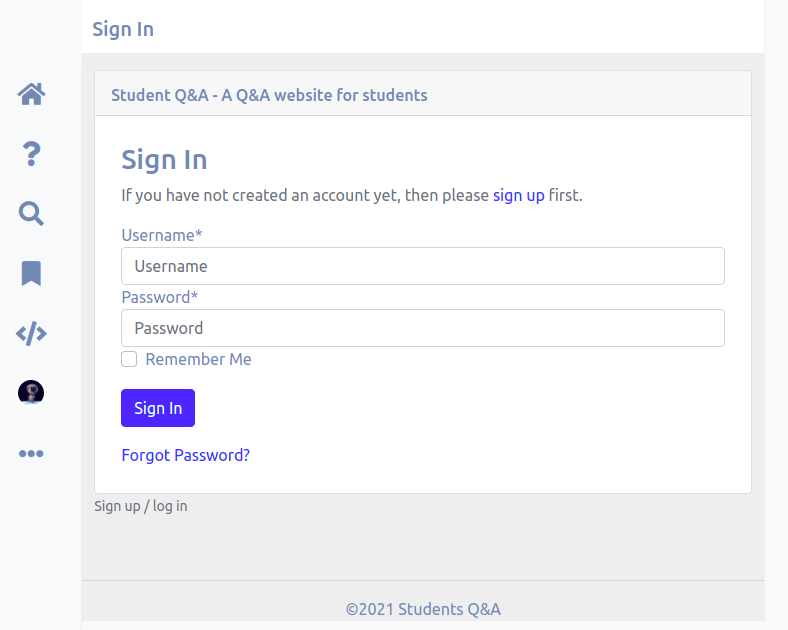 Sign In
Student Q&A - A Q&A website for students
Sign In
If you have not created an account yet, then please sign up first.
Username*
Username
Password*
Password
Remember Me
Sign In
Forgot Password?
Sign up / log in
©2021 Students Q&A